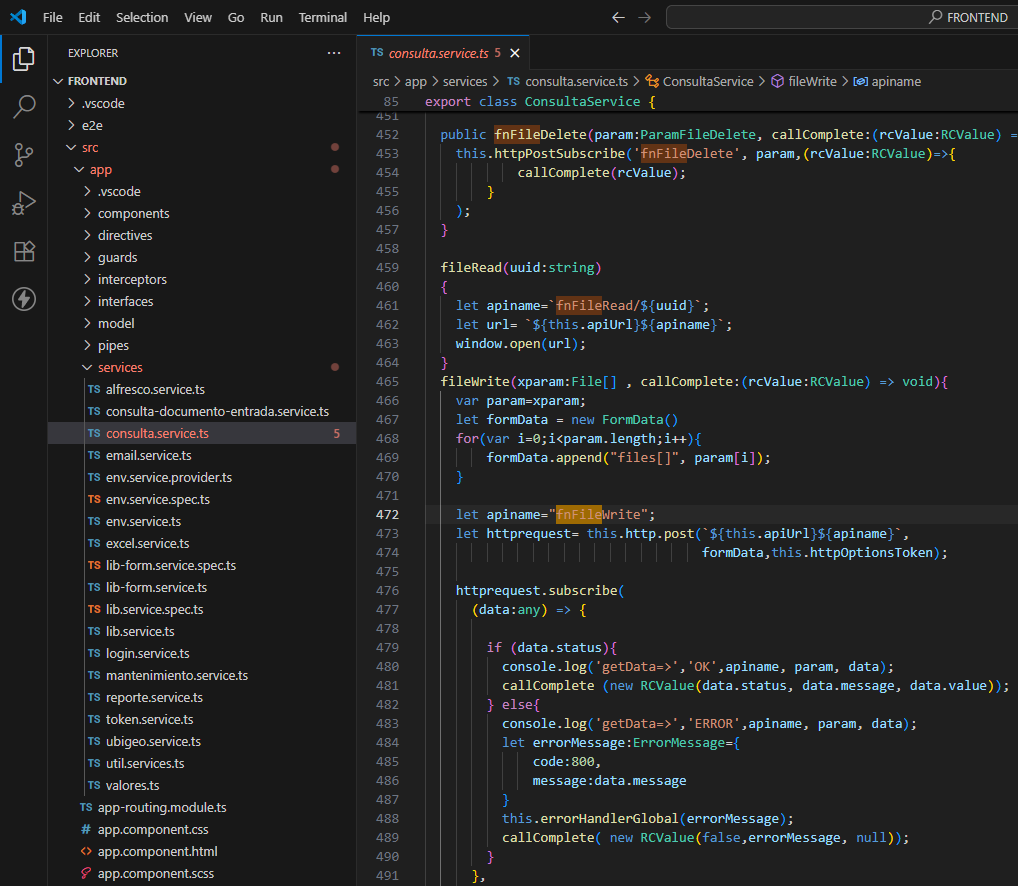 File Edit Selection View Go Run Terminal Help
FRONTEND
EXPLORER
FRONTEND
.vscode
e2e
src
app
.vscode
components
directives
guards
interceptors
interfaces
model
pipes
services
TS alfresco.service.ts
TS consulta-documento-entrada.service.ts
TS consulta.service.ts 5
TS email.service.ts
TS env.service.provider.ts
TS env.service.spec.ts
TS env.service.ts
TS excel.service.ts
TS lib-form.service.spec.ts
TS lib-form.service.ts
TS lib.service.spec.ts
TS lib.service.ts
TS login.service.ts
TS mantenimiento.service.ts
TS reporte.service.ts
TS token.service.ts
TS ubigeo.service.ts
TS util.services.ts
TS valores.ts
TS app-routing.module.ts
# app.component.css
<> app.component.html
app.component.scss
TS consulta.service.ts 5
src > app > services > TS consulta.service.ts > ConsultaService > fileWrite > apiname
85 export class ConsultaService {
451
452 public fnFileDelete(param:ParamFileDelete, callComplete:(rcValue:RCValue) =
453 this.httpPostSubscribe('fnFileDelete', param,(rcValue:RCValue)=>{
454 callComplete(rcValue);
455 }
456 );
457 }
458
459 fileRead(uuid:string)
460 {
461 let apiname=`fnFileRead/${uuid}`;
462 let url= `${this.apiUrl}${apiname}`;
463 window.open(url);
464 }
465 fileWrite(xparam:File[] , callComplete:(rcValue:RCValue) => void){
466 var param=xparam;
467 let formData = new FormData()
468 for(var i=0;i<param.length;i++){
469 formData.append("files[]", param[i]);
470 }
471
472 let apiname="fnFileWrite";
473 let httprequest= this.http.post(`${this.apiUrl}${apiname}`,
474 formData,this.httpOptionsToken);
475
476 httprequest.subscribe(
477 (data:any) => {
478
479 if (data.status){
480 console.log('getData=>','OK',apiname, param, data);
481 callComplete (new RCValue(data.status, data.message, data.value));
482 } else{
483 console.log('getData=>','ERROR',apiname, param, data);
484 let errorMessage:ErrorMessage={
485 code:800,
486 message:data.message
487 }
488 this.errorHandlerGlobal(errorMessage);
489 callComplete( new RCValue(false,errorMessage, null));
490 }
491 },